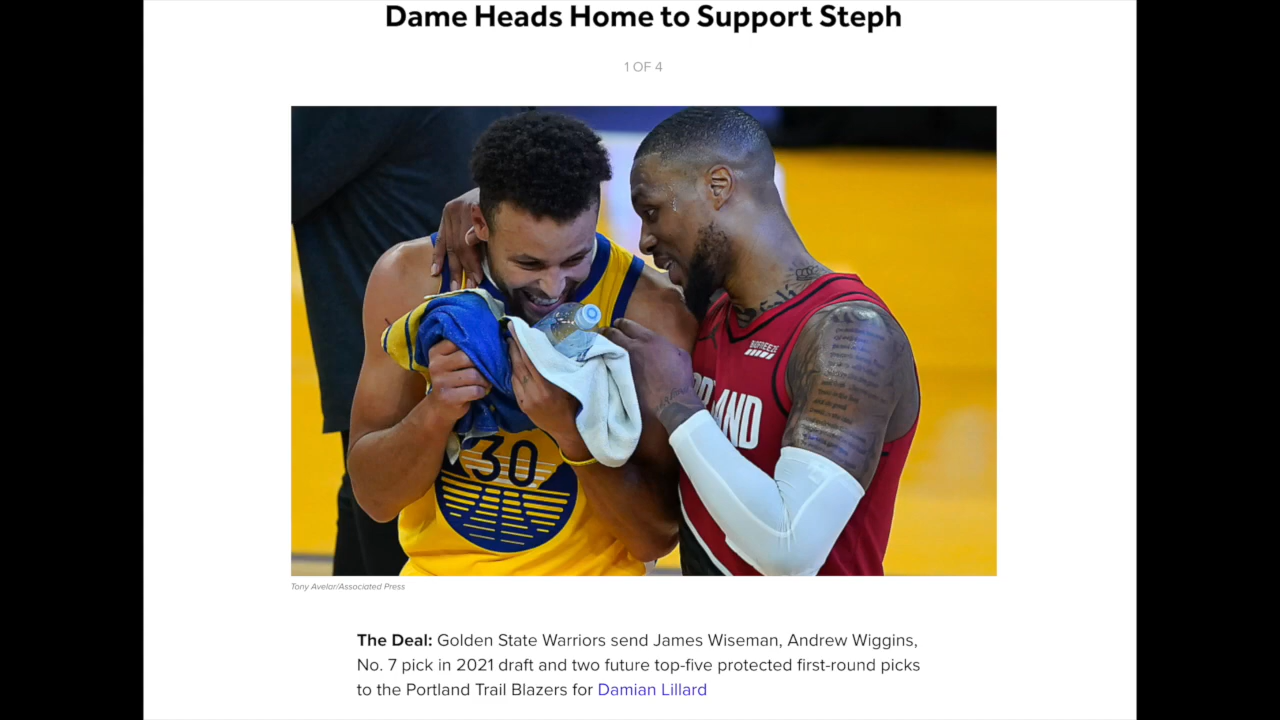 Dame Heads Home to Support Steph
1 OF 4
BIOFREEZE
30
Tony Avelar/Associated Press
The Deal: Golden State Warriors send James Wiseman, Andrew Wiggins,
No. 7 pick in 2021 draft and two future top-five protected first-round picks
to the Portland Trail Blazers for Damian Lillard